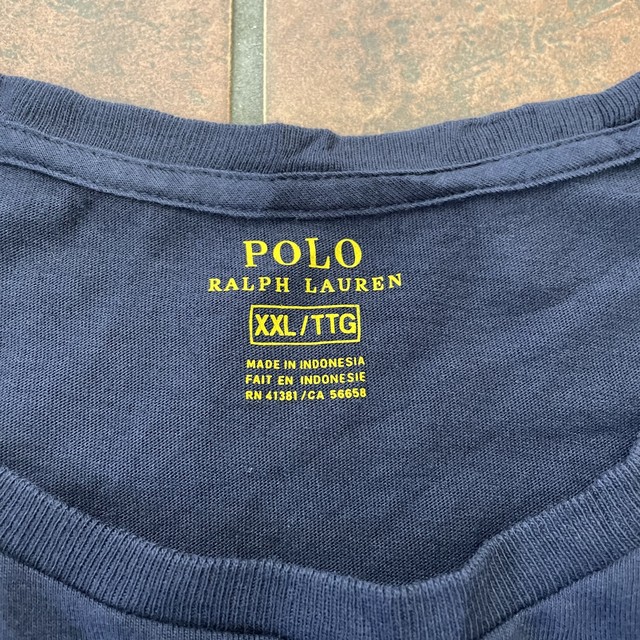 POLO
RALPH LAUREN
XXL/TTG
MADE IN INDONESIA
FAIT EN INDONESIE
RN 41381/CA 56658